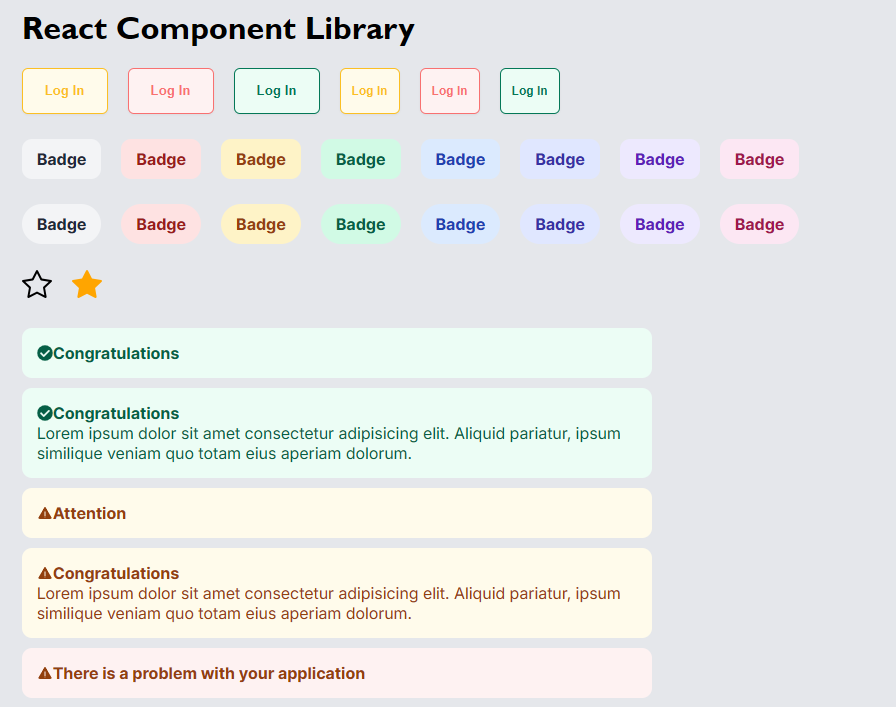 React Component Library
Log In Log In Log In Log In Log In Log In
Badge Badge Badge Badge Badge Badge Badge Badge
Badge Badge Badge Badge Badge Badge Badge Badge
Congratulations
Congratulations
Lorem ipsum dolor sit amet consectetur adipisicing elit. Aliquid pariatur, ipsum
similique veniam quo totam eius aperiam dolorum.
Attention
Congratulations
Lorem ipsum dolor sit amet consectetur adipisicing elit. Aliquid pariatur, ipsum
similique veniam quo totam eius aperiam dolorum.
There is a problem with your application